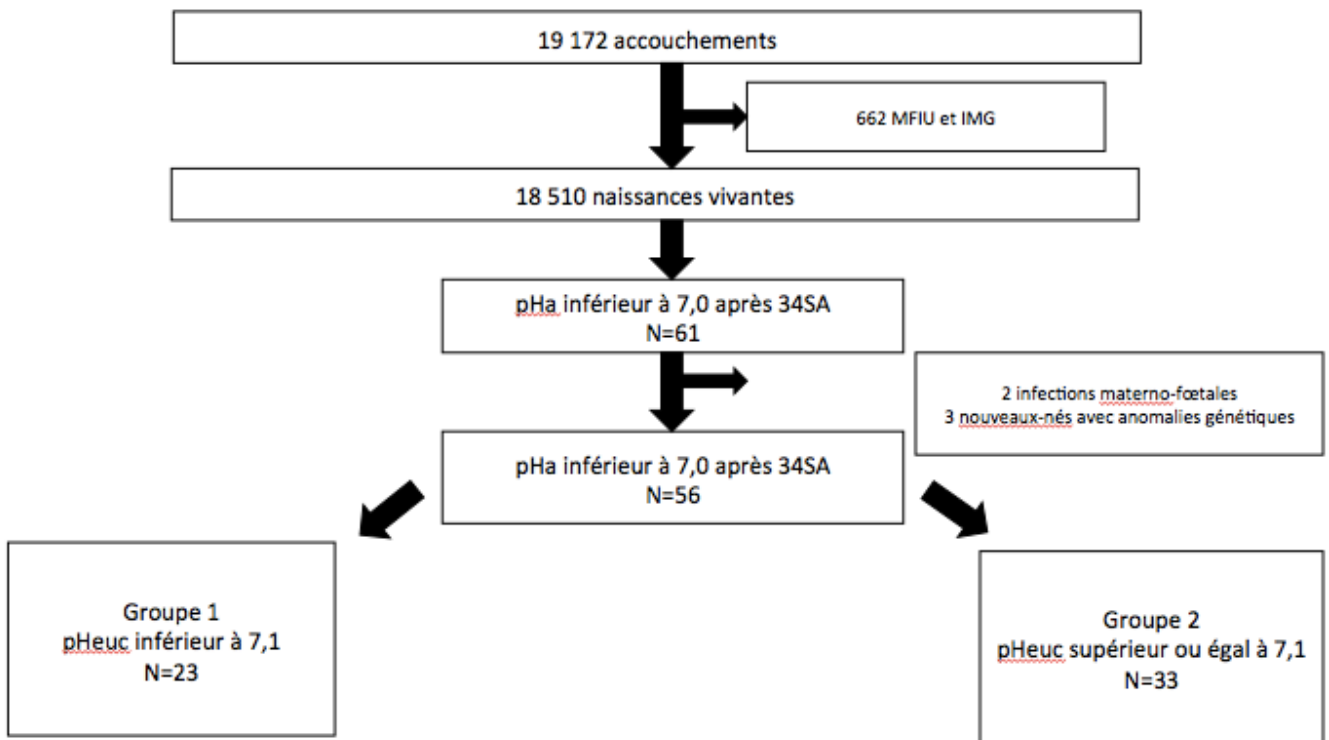 19 172 accouchements
662 MFIU et IMG
18 510 naissances vivantes
pHa inférieur à 7,0 après 34SA
N=61
2 infections materno-fœtales
3 nouveaux-nés avec anomalies génétiques
pHa inférieur à 7,0 après 34SA
N=56
Groupe 1
pHeuc inférieur à 7,1
N=23
Groupe 2
pHeuc supérieur ou égal à 7,1
N=33